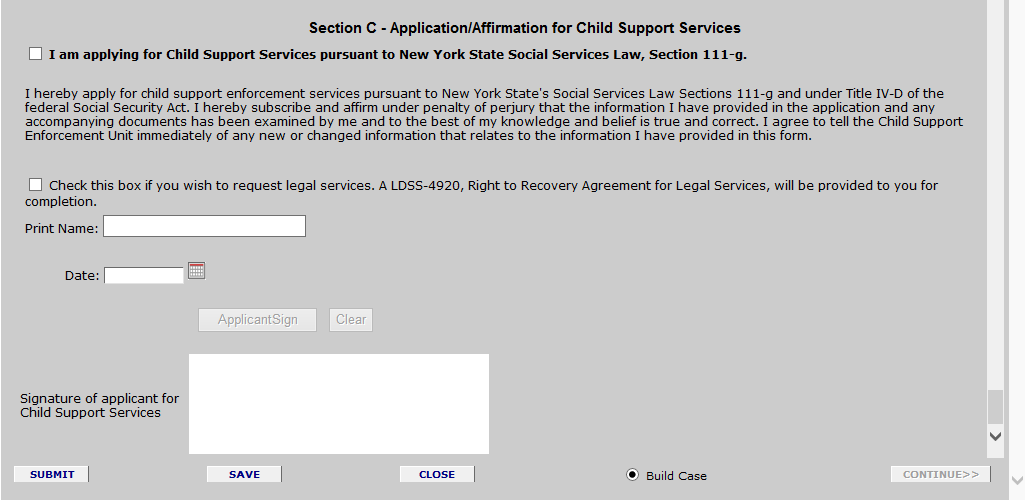 Section C - Application/Affirmation for Child Support Services
I am applying for Child Support Services pursuant to New York State Social Services Law, Section 111-g.
I hereby apply for child support enforcement services pursuant to New York State's Social Services Law Sections 111-g and under Title IV-D of the
federal Social Security Act. I hereby subscribe and affirm under penalty of perjury that the information I have provided in the application and any
accompanying documents has been examined by me and to the best of my knowledge and belief is true and correct. I agree to tell the Child Support
Enforcement Unit immediately of any new or changed information that relates to the information I have provided in this form.
Check this box if you wish to request legal services. A LDSS-4920, Right to Recovery Agreement for Legal Services, will be provided to you for
completion.
Print Name:
Date:
ApplicantSign Clear
Signature of applicant for
Child Support Services
SUBMIT SAVE CLOSE Build Case CONTINUE>>